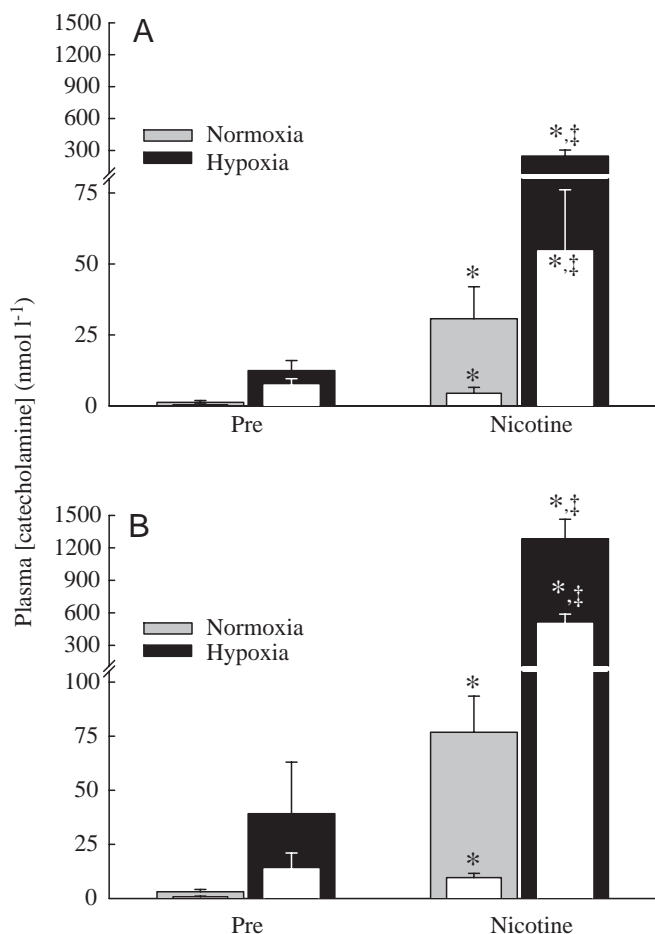 Plasma [catecholamine] (nmol l-1)
A
1500
1200
900
600
300
75
50
25
0
Normoxia
Hypoxia
*
*
*,‡
*,‡
Pre
Nicotine
B
1500
1200
900
600
300
100
75
50
25
0
Normoxia
Hypoxia
*
*
*,‡
*,‡
Pre
Nicotine